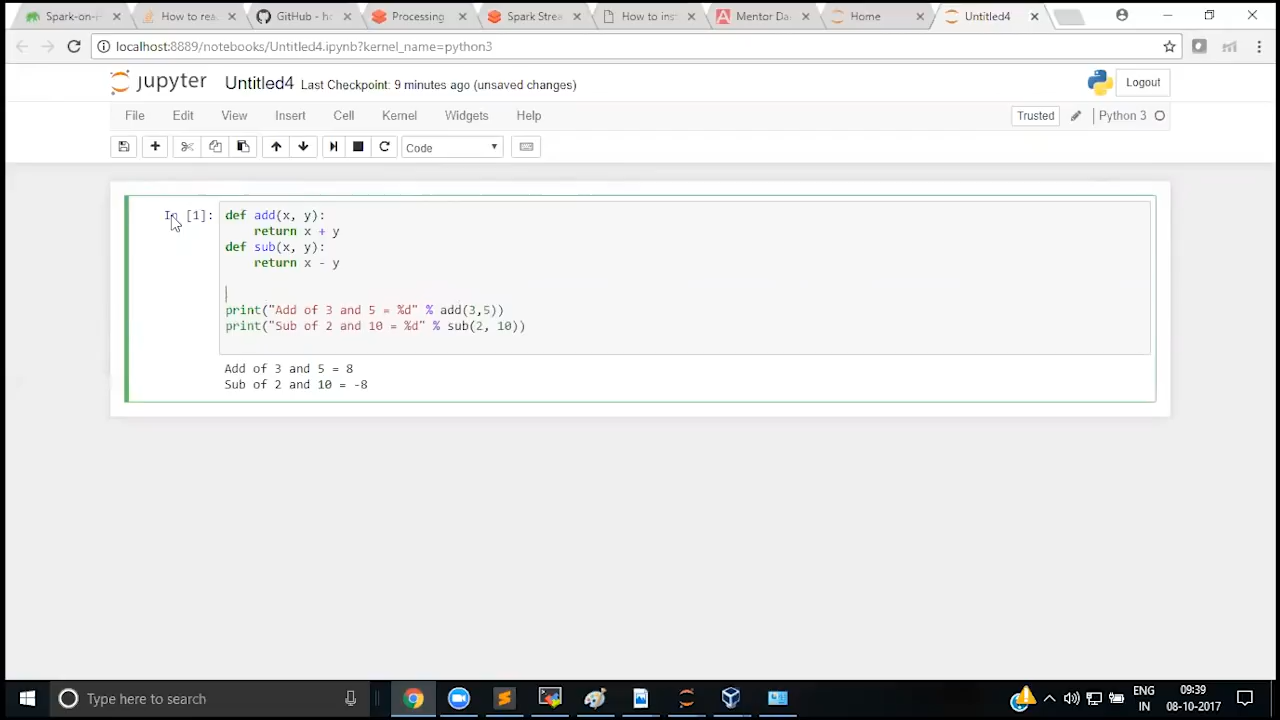 Spark-on-
How to rea
GitHub - h
Processing
Spark Strea
How to inst
Mentor Da
Home
Untitled4
localhost:8889/notebooks/Untitled4.ipynb?kernel_name=python3
jupyter Untitled4 Last Checkpoint: 9 minutes ago (unsaved changes)
Logout
File Edit View Insert Cell Kernel Widgets Help
Trusted
Python 3
Code
In [1]:
def add(x, y):
    return x + y
def sub(x, y):
    return x - y
print("Add of 3 and 5 = %d" % add(3,5))
print("Sub of 2 and 10 = %d" % sub(2, 10))
Add of 3 and 5 = 8
Sub of 2 and 10 = -8
Type here to search
ENG
IN
09:39
08-10-2017